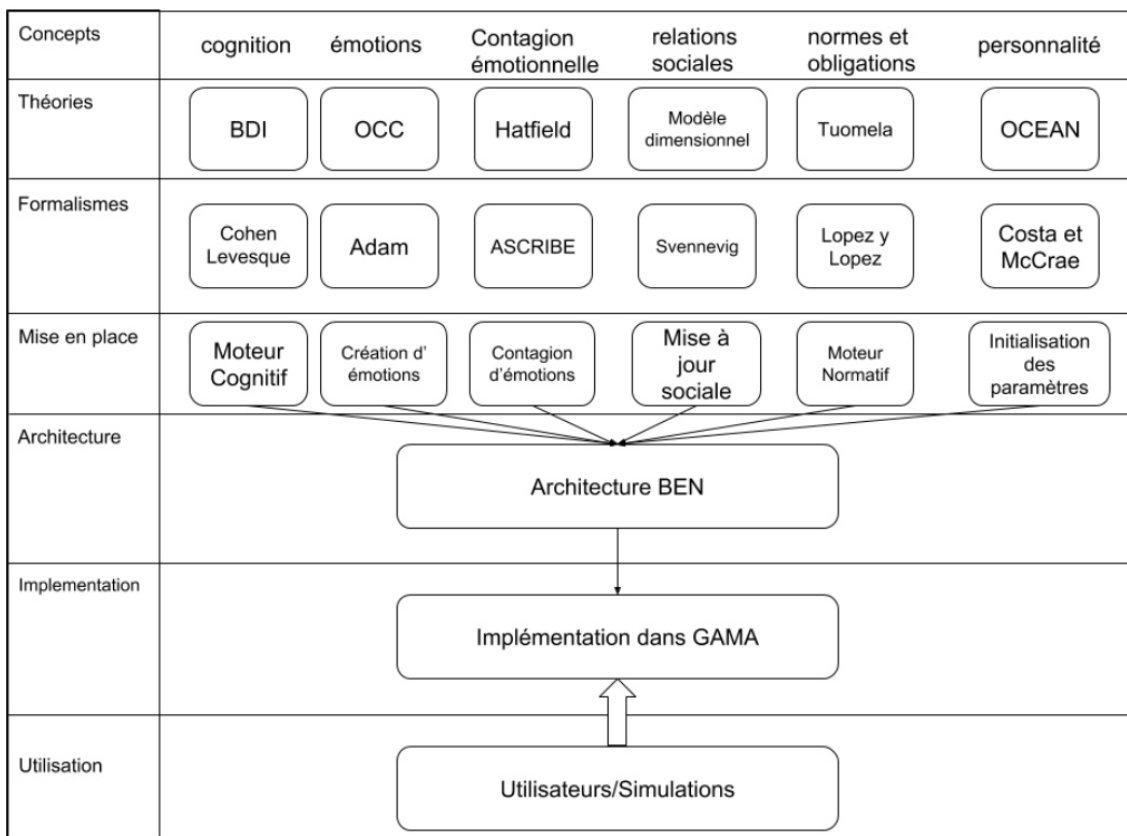 Concepts
cognition
émotions
Contagion
émotionnelle
relations
sociales
normes et
obligations
personnalité
Théories
BDI
OCC
Hatfield
Modèle
dimensionnel
Tuomela
OCEAN
Formalismes
Cohen
Levesque
Adam
ASCRIBE
Svennevig
Lopez y
Lopez
Costa et
McCrae
Mise en place
Moteur
Cognitif
Création d'
émotions
Contagion
d'émotions
Mise à
jour
sociale
Moteur
Normatif
Initialisation
des
paramètres
Architecture
Architecture BEN
Implementation
Implémentation dans GAMA
Utilisation
Utilisateurs/Simulations